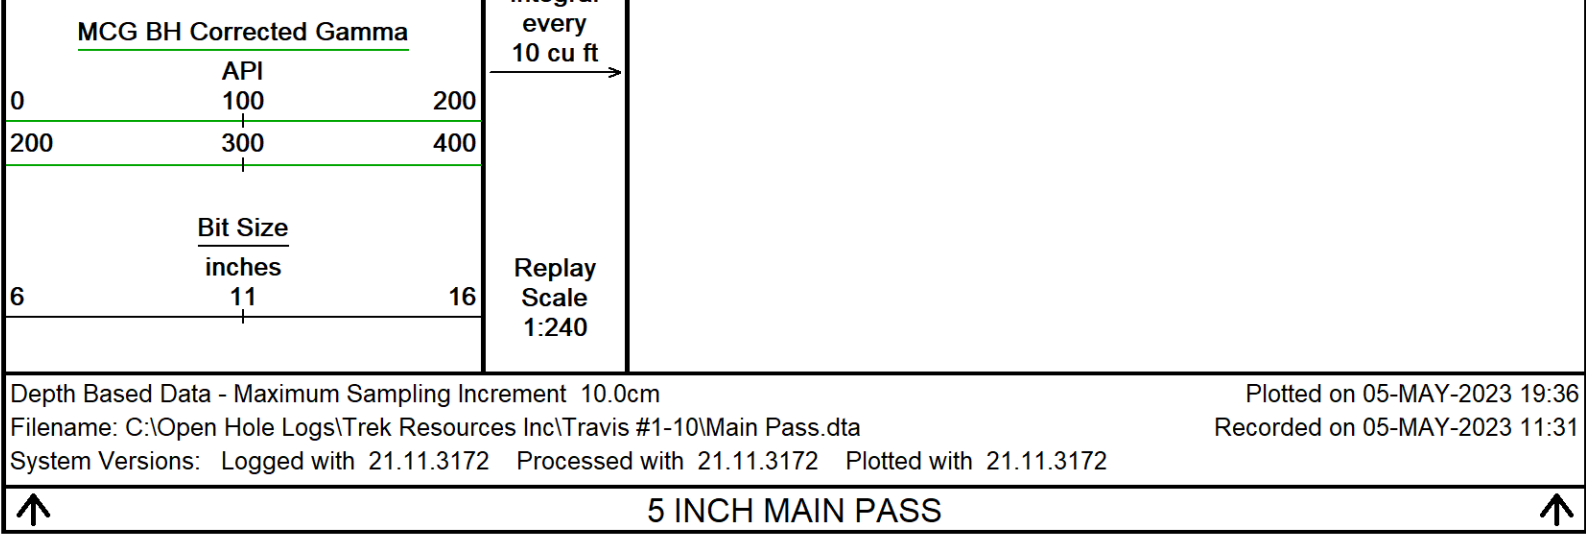 MCG BH Corrected Gamma
API
0 100 200
200 300 400
Bit Size
inches
6 11 16
Integral
every
10 cu ft
Replay
Scale
1:240
Depth Based Data - Maximum Sampling Increment 10.0cm
Plotted on 05-MAY-2023 19:36
Filename: C:\Open Hole Logs\Trek Resources Inc\Travis #1-10\Main Pass.dta
Recorded on 05-MAY-2023 11:31
System Versions: Logged with 21.11.3172 Processed with 21.11.3172 Plotted with 21.11.3172
5 INCH MAIN PASS